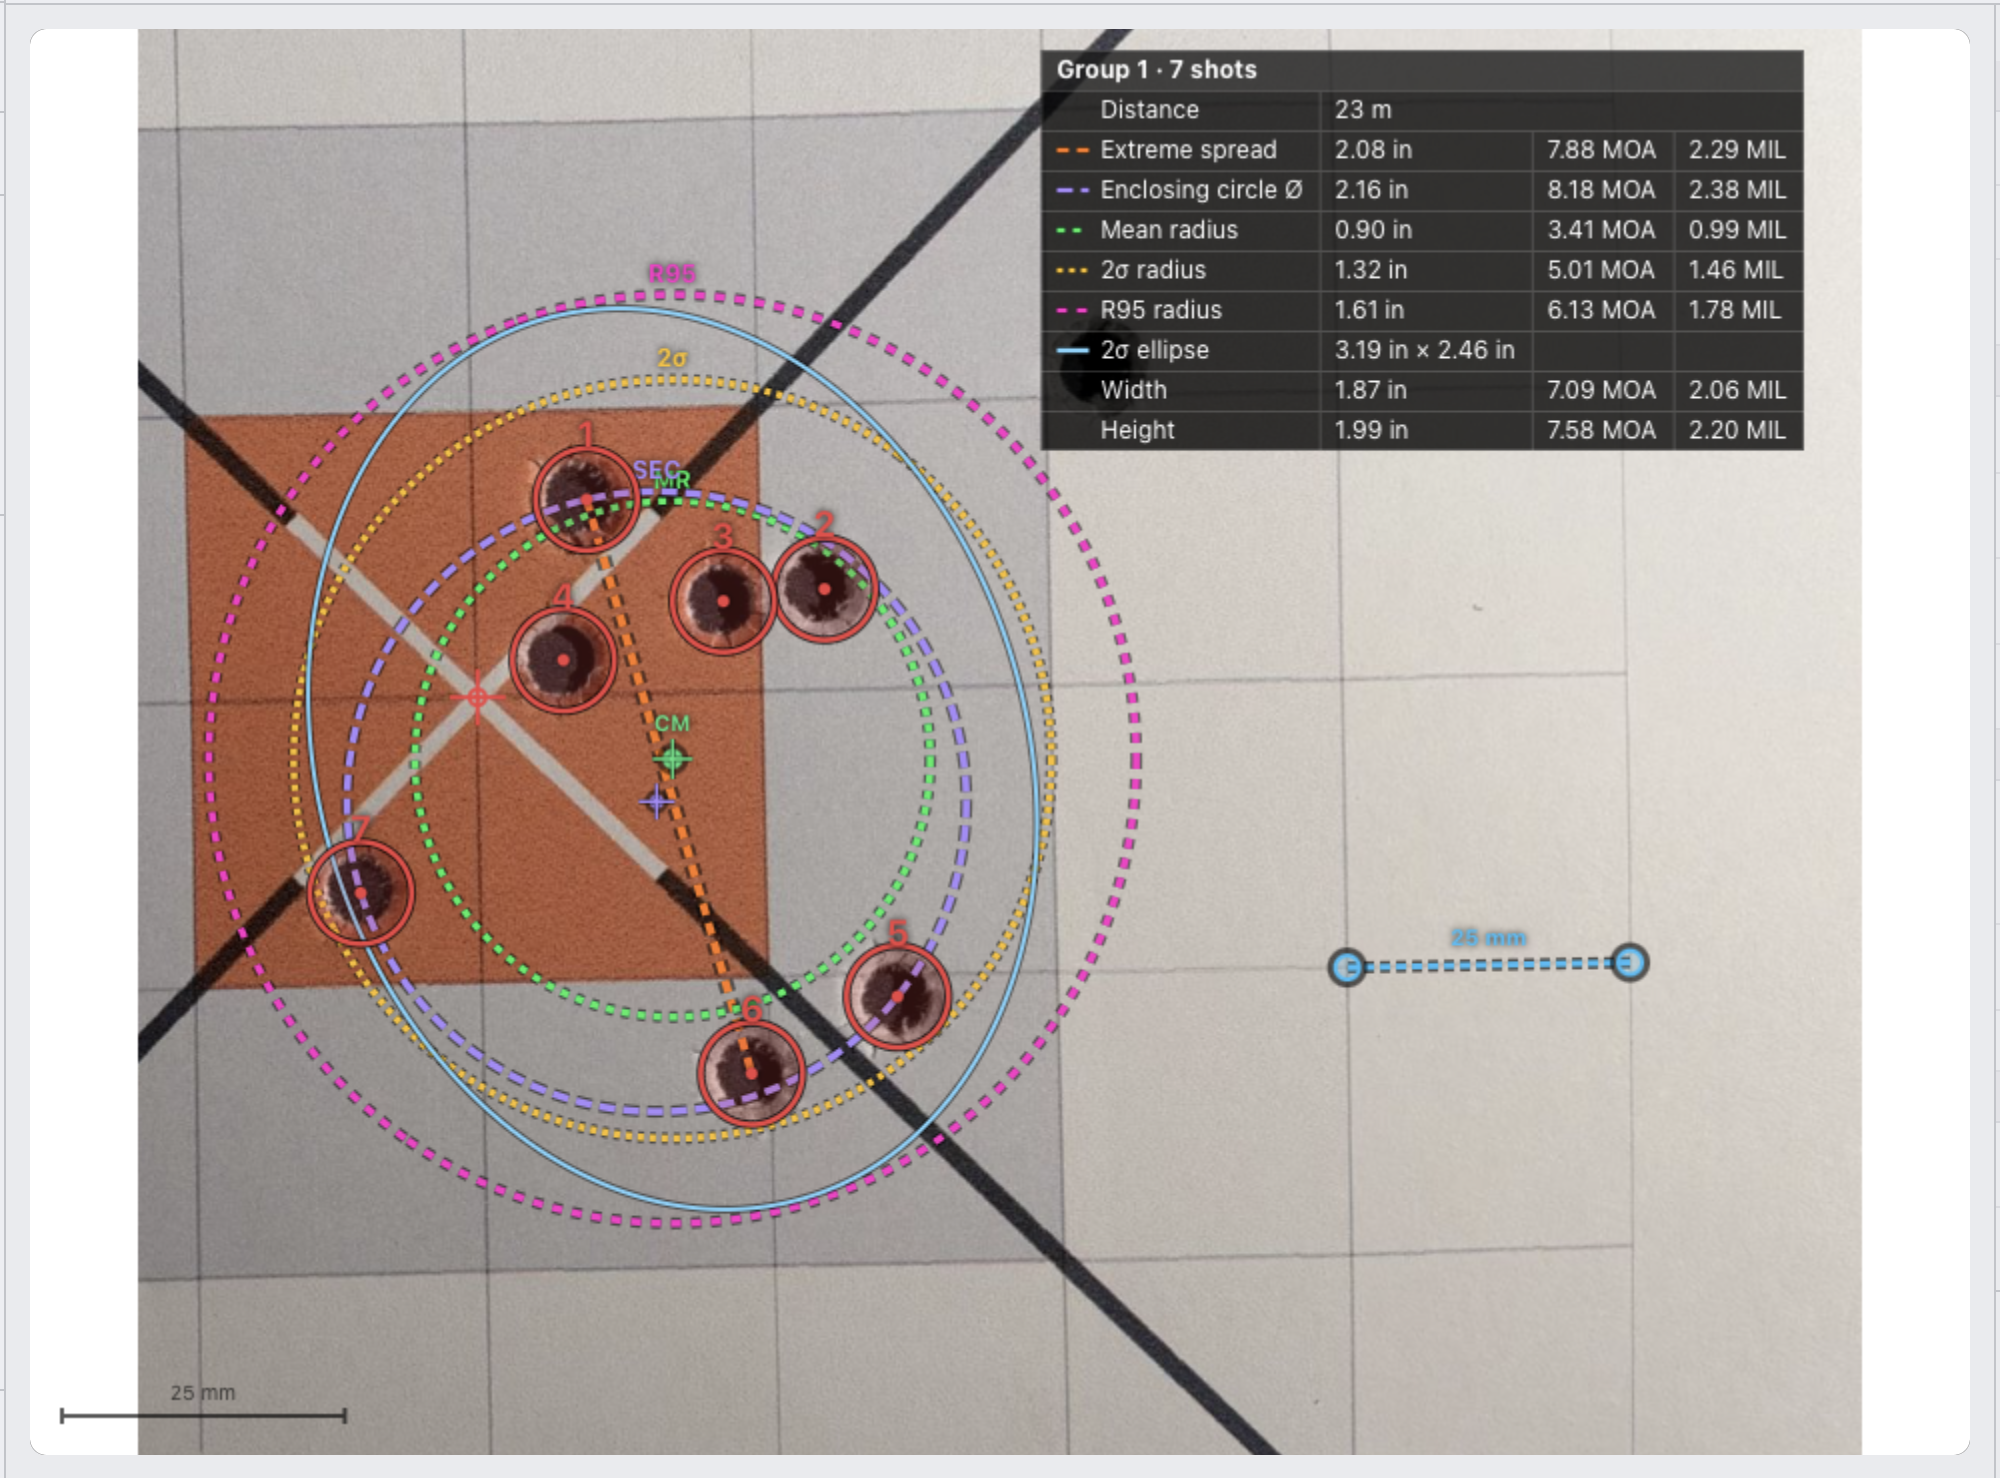 Group 1 · 7 shots
Distance 23 m
Extreme spread 2.08 in 7.88 MOA 2.29 MIL
Enclosing circle Ø 2.16 in 8.18 MOA 2.38 MIL
Mean radius 0.90 in 3.41 MOA 0.99 MIL
2σ radius 1.32 in 5.01 MOA 1.46 MIL
R95 radius 1.61 in 6.13 MOA 1.78 MIL
2σ ellipse 3.19 in × 2.46 in
Width 1.87 in 7.09 MOA 2.06 MIL
Height 1.99 in 7.58 MOA 2.20 MIL
R95
2σ
1
SEC
MR
3
2
4
CM
7
5
25 mm
6
25 mm